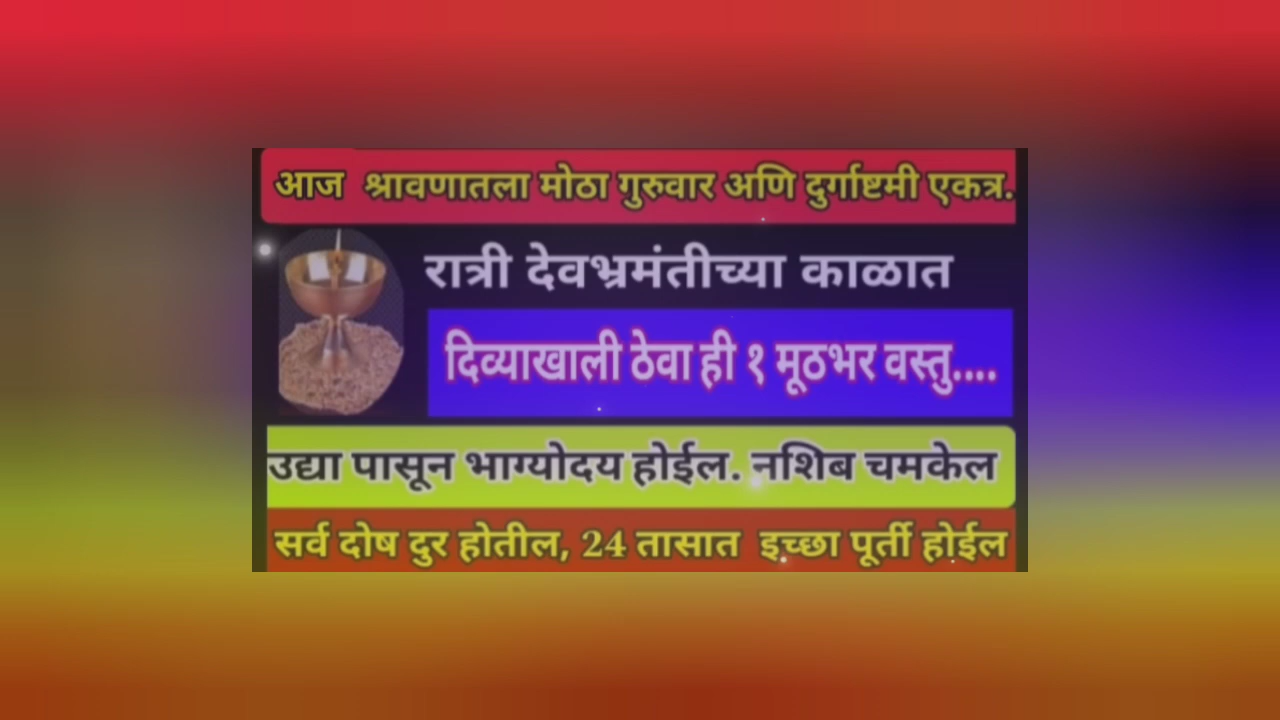 आज श्रावणातला मोठा गुरुवार अणि दुर्गाष्टमी एकत्र.
रात्री देवभ्रमंतीच्या काळात
दिव्याखाली ठेवा ही १ मूठभर वस्तु....
उद्या पासून भाग्योदय होईल. नशिब चमकेल
सर्व दोष दुर होतील, 24 तासात इच्छा पूर्ती होईल